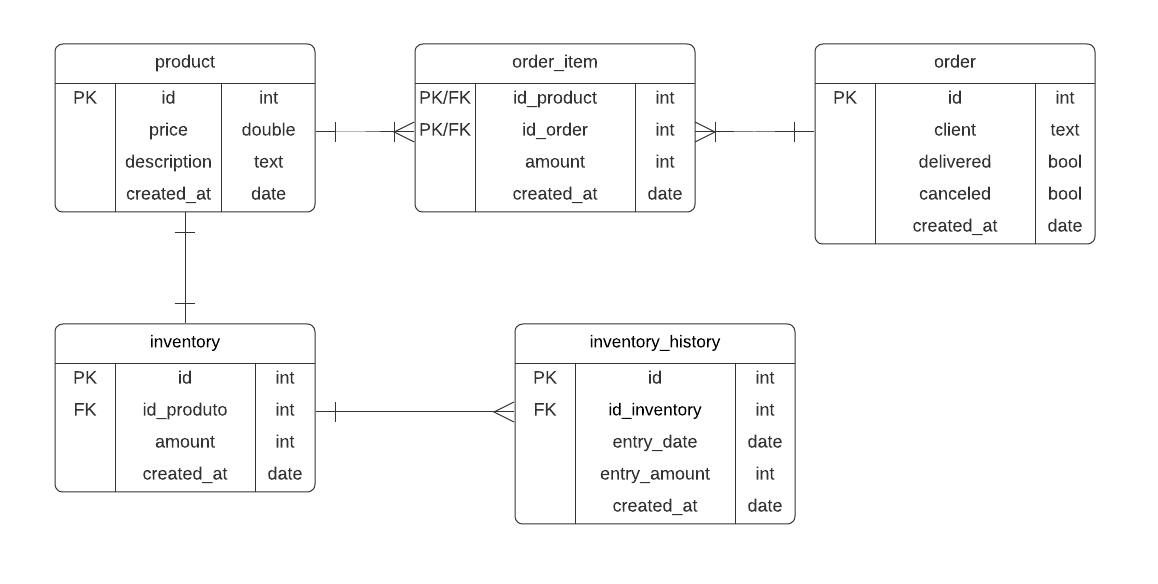 product
PK id int
price double
description text
created_at date
order_item
PK/FK id_product int
PK/FK id_order int
amount int
created_at date
order
PK id int
client text
delivered bool
canceled bool
created_at date
inventory
PK id int
FK id_produto int
amount int
created_at date
inventory_history
PK id int
FK id_inventory int
entry_date date
entry_amount int
created_at date